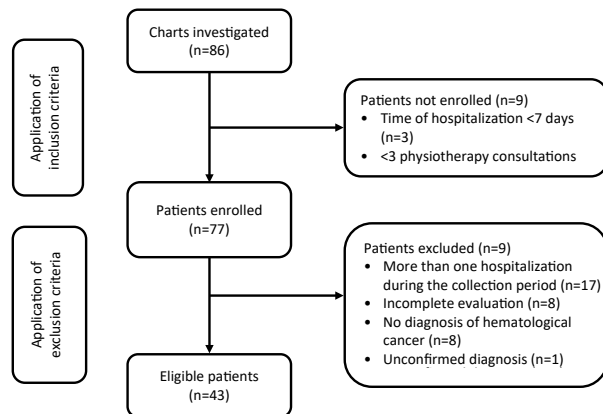 Charts investigated
(n=86)
Application of
inclusion criteria
Patients not enrolled (n=9)
• Time of hospitalization <7 days
(n=3)
• <3 physiotherapy consultations
Patients enrolled
(n=77)
Application of
exclusion criteria
Patients excluded (n=9)
• More than one hospitalization
during the collection period (n=17)
• Incomplete evaluation (n=8)
• No diagnosis of hematological
cancer (n=8)
• Unconfirmed diagnosis (n=1)
Eligible patients
(n=43)